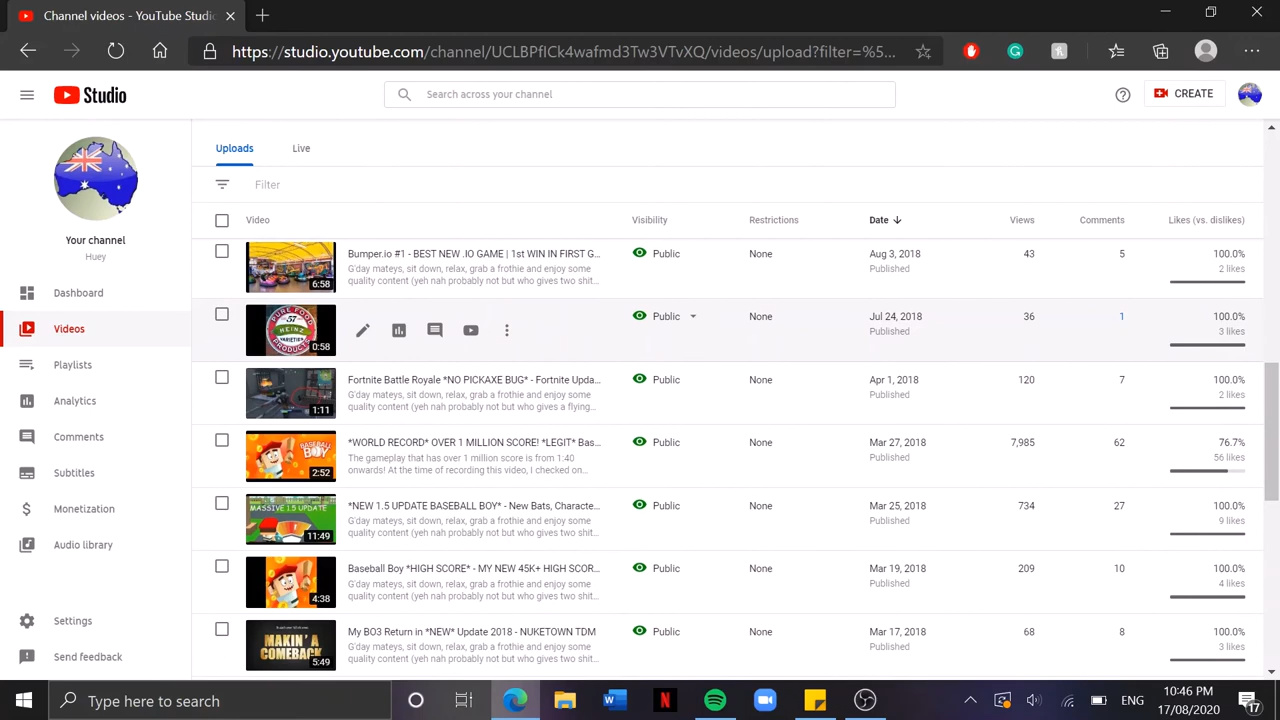 Channel videos - YouTube Studio
https://studio.youtube.com/channel/UCLBPflCk4wafmd3Tw3VTvXQ/videos/upload?filter=%5...
Studio
Search across your channel
CREATE
Your channel
Huey
Dashboard
Videos
Playlists
Analytics
Comments
Subtitles
Monetization
Audio library
Settings
Send feedback
Uploads
Live
Filter
Video
Visibility
Restrictions
Date
Views
Comments
Likes (vs. dislikes)
6:58
Bumper.io #1 - BEST NEW .IO GAME | 1st WIN IN FIRST G...
G'day mateys, sit down, relax, grab a frothie and enjoy some
quality content (yeh nah probably not but who gives two shit...
Public
None
Aug 3, 2018
Published
43
5
100.0%
2 likes
PURE FOOD
57
HEINZ
VARIETIES
PRODUCTS
0:58
Public
None
Jul 24, 2018
Published
36
1
100.0%
3 likes
1:11
Fortnite Battle Royale *NO PICKAXE BUG* - Fortnite Upda...
G'day mateys, sit down, relax, grab a frothie and enjoy some
quality content (yeh nah probably not but who gives a flying...
Public
None
Apr 1, 2018
Published
120
7
100.0%
2 likes
BASEBALL
BOY
2:52
*WORLD RECORD* OVER 1 MILLION SCORE! *LEGIT* Bas...
The gameplay that has over 1 million score is from 1:40
onwards! At the time of recording this video, I checked on...
Public
None
Mar 27, 2018
Published
7,985
62
76.7%
56 likes
MASSIVE 1.5 UPDATE
11:49
*NEW 1.5 UPDATE BASEBALL BOY* - New Bats, Characte...
G'day mateys, sit down, relax, grab a frothie and enjoy some
quality content (yeh nah probably not but who gives two shit...
Public
None
Mar 25, 2018
Published
734
27
100.0%
9 likes
4:38
Baseball Boy *HIGH SCORE* - MY NEW 45K+ HIGH SCOR...
G'day mateys, sit down, relax, grab a frothie and enjoy some
quality content (yeh nah probably not but who gives two shit...
Public
None
Mar 19, 2018
Published
209
10
100.0%
4 likes
MAKIN' A
COMEBACK
5:49
My BO3 Return in *NEW* Update 2018 - NUKETOWN TDM
G'day mateys, sit down, relax, grab a frothie and enjoy some
quality content (yeh nah probably not but who gives two shit...
Public
None
Mar 17, 2018
Published
68
8
100.0%
3 likes
Type here to search
ENG
10:46 PM
17/08/2020
17